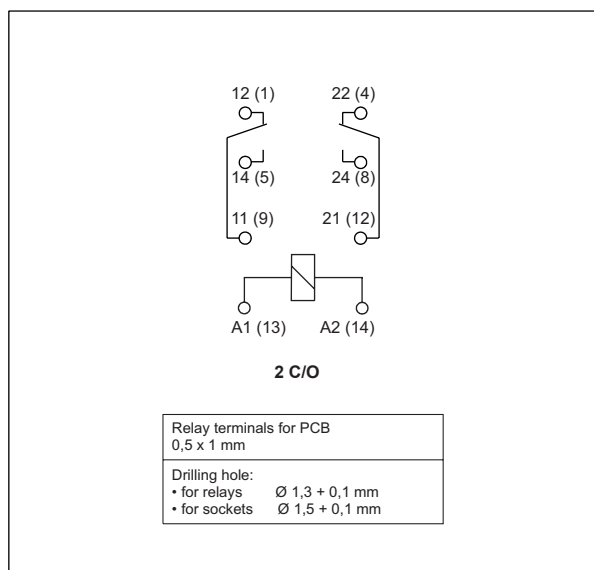 12 (1) 22 (4)
14 (5) 24 (8)
11 (9) 21 (12)
A1 (13) A2 (14)
2 C/O
Relay terminals for PCB
0,5 x 1 mm
Drilling hole:
• for relays Ø 1,3 + 0,1 mm
• for sockets Ø 1,5 + 0,1 mm